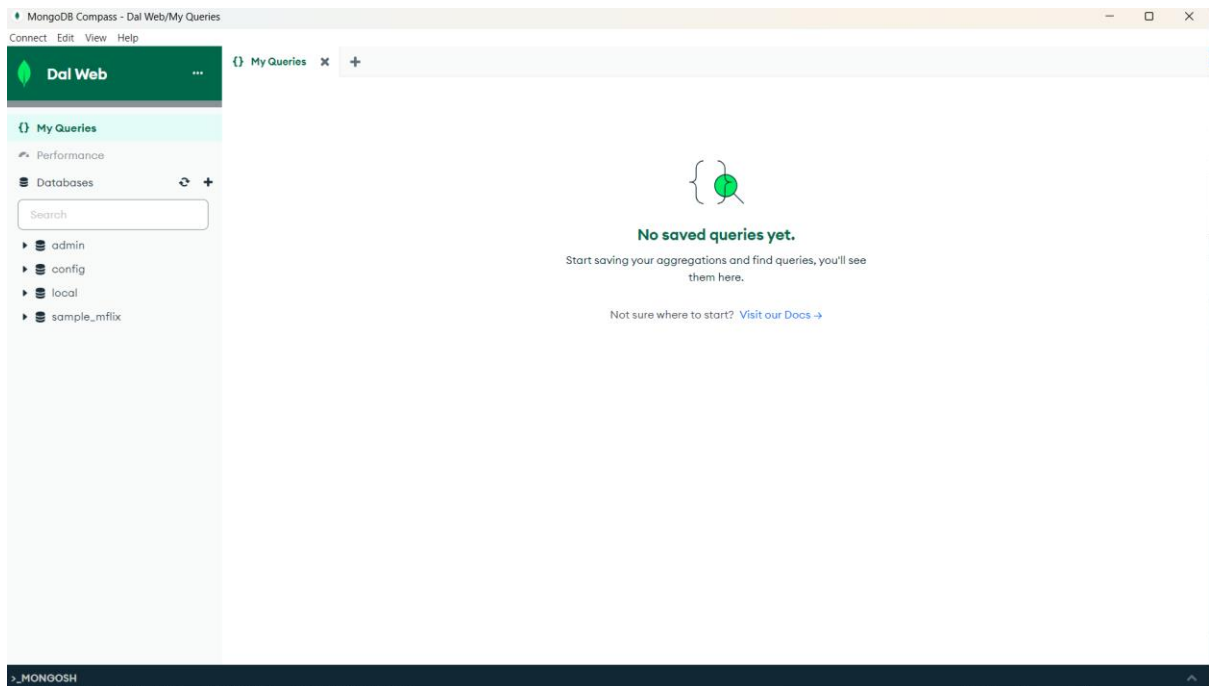 MongoDB Compass - Dal Web/My Queries
Connect Edit View Help
Dal Web ...
{} My Queries
{} My Queries
Performance
Databases
Search
admin
config
local
sample_mflix
No saved queries yet.
Start saving your aggregations and find queries, you'll see
them here.
Not sure where to start? Visit our Docs →
>_MONGOSH